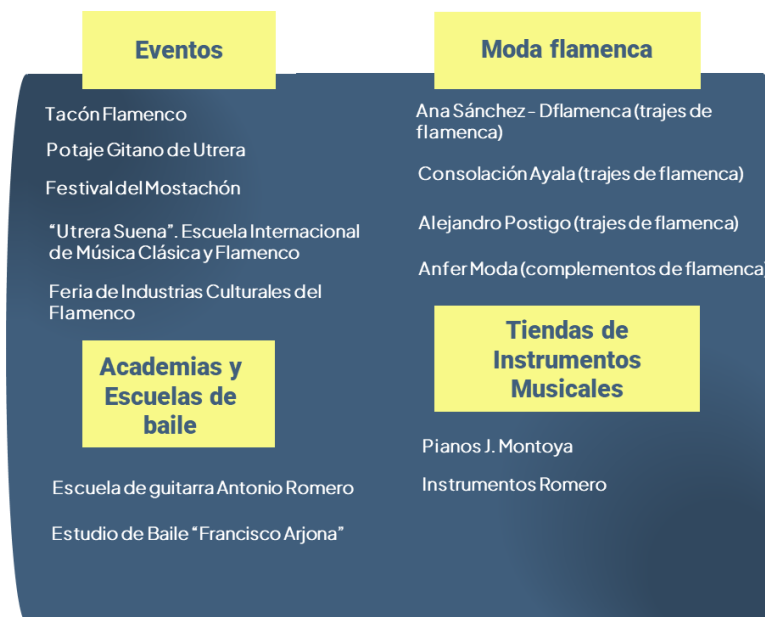 Eventos
Tacón Flamenco
Potaje Gitano de Utrera
Festival del Mostachón
“Utrera Suena”. Escuela Internacional
de Música Clásica y Flamenco
Feria de Industrias Culturales del
Flamenco
Academias y
Escuelas de
baile
Escuela de guitarra Antonio Romero
Estudio de Baile “Francisco Arjona”
Moda flamenca
Ana Sánchez - Dflamenca (trajes de
flamenca)
Consolación Ayala (trajes de flamenca)
Alejandro Postigo (trajes de flamenca)
Anfer Moda (complementos de flamenca)
Tiendas de
Instrumentos
Musicales
Pianos J. Montoya
Instrumentos Romero